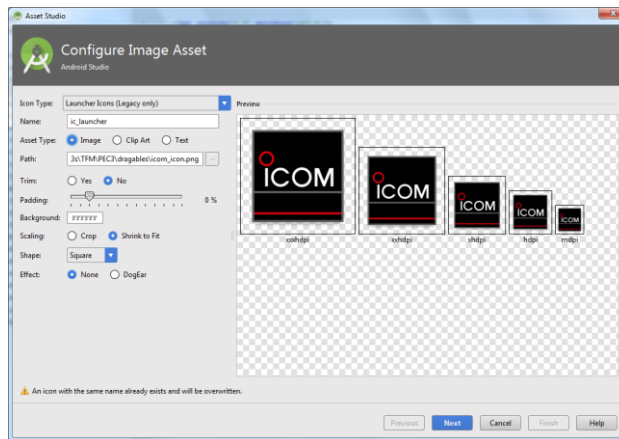 Asset Studio
Configure Image Asset
Android Studio
Icon Type: Launcher Icons (Legacy only)
Preview
Name: ic_launcher
Asset Type: Image Clip Art Text
Path: 3s\TFM\PEC3\dragables\icom_icon.png ...
Trim: Yes No
Padding: 0 %
Background: FFFFFF
Scaling: Crop Shrink to Fit
Shape: Square
Effect: None DogEar
ICOM ICOM ICOM ICOM ICOM
xxxhdpi xxhdpi xhdpi hdpi mdpi
An icon with the same name already exists and will be overwritten.
Previous Next Cancel Finish Help